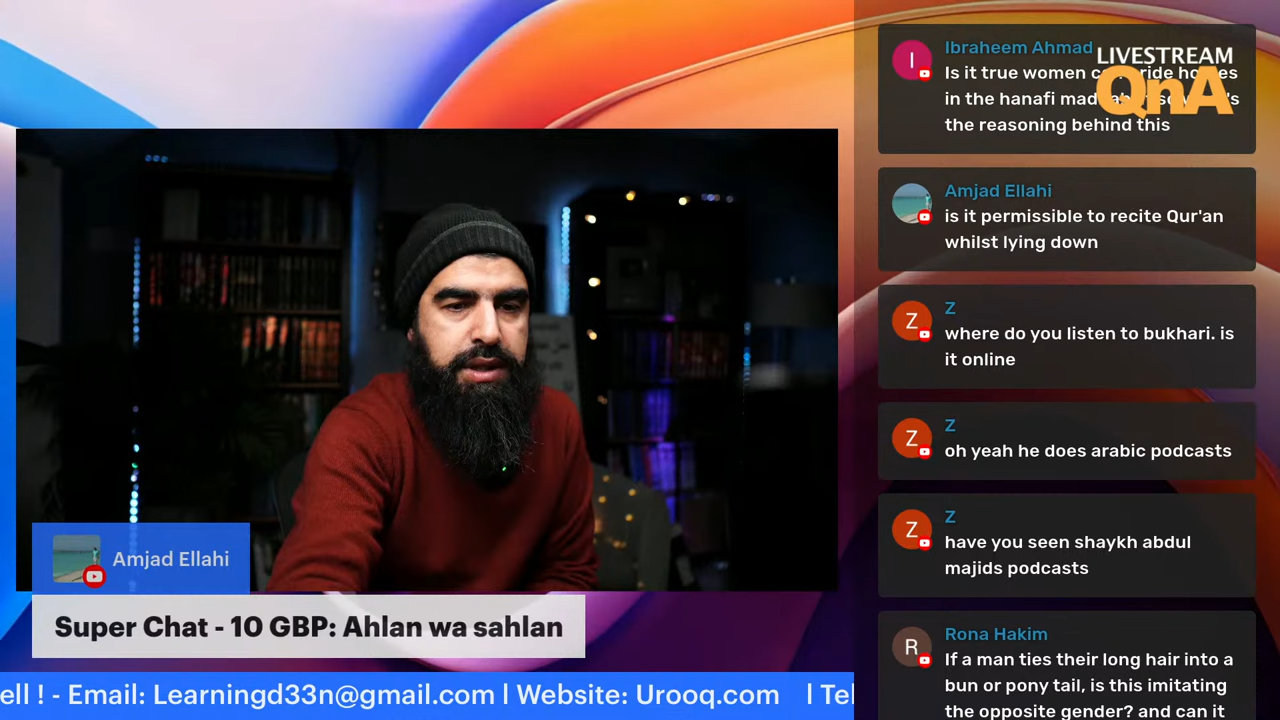 LIVESTREAM
QnA
Ibraheem Ahmad
Is it true women
in the hanafi
the reasoning behind this
Amjad Ellahi
is it permissible to recite Qur'an
whilst lying down
Z
where do you listen to bukhari. is
it online
Z
oh yeah he does arabic podcasts
Z
have you seen shaykh abdul
majids podcasts
R
Rona Hakim
If a man ties their long hair into a
bun or pony tail, is this imitating
the opposite gender? and can it
Amjad Ellahi
Super Chat - 10 GBP: Ahlan wa sahlan
ell ! - Email: Learningd33n@gmail.com | Website: Urooq.com | Tel